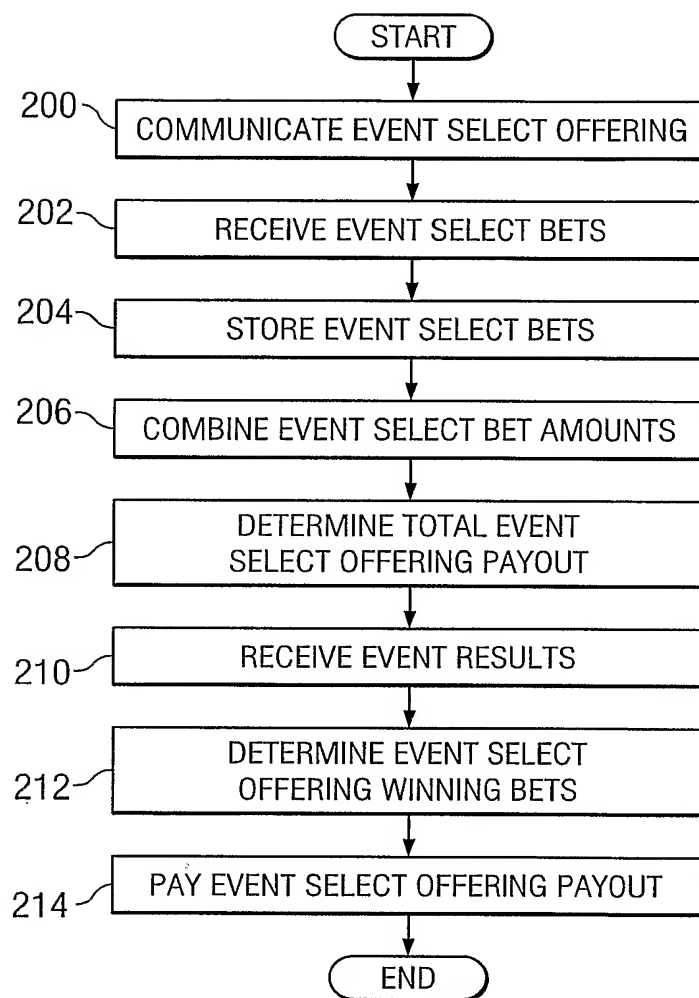 START
200
COMMUNICATE EVENT SELECT OFFERING
202
RECEIVE EVENT SELECT BETS
204
STORE EVENT SELECT BETS
206
COMBINE EVENT SELECT BET AMOUNTS
208
DETERMINE TOTAL EVENT
SELECT OFFERING PAYOUT
210
RECEIVE EVENT RESULTS
212
DETERMINE EVENT SELECT
OFFERING WINNING BETS
214
PAY EVENT SELECT OFFERING PAYOUT
END